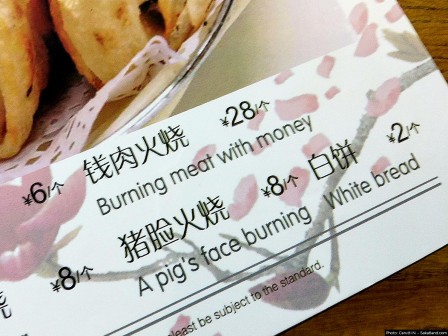 ¥6/个 钱肉火烧 ¥28/个
Burning meat with money
¥8/个 猪脸火烧 ¥8/个 白饼 ¥2/个
A pig's face burning White bread
please be subject to the standard.